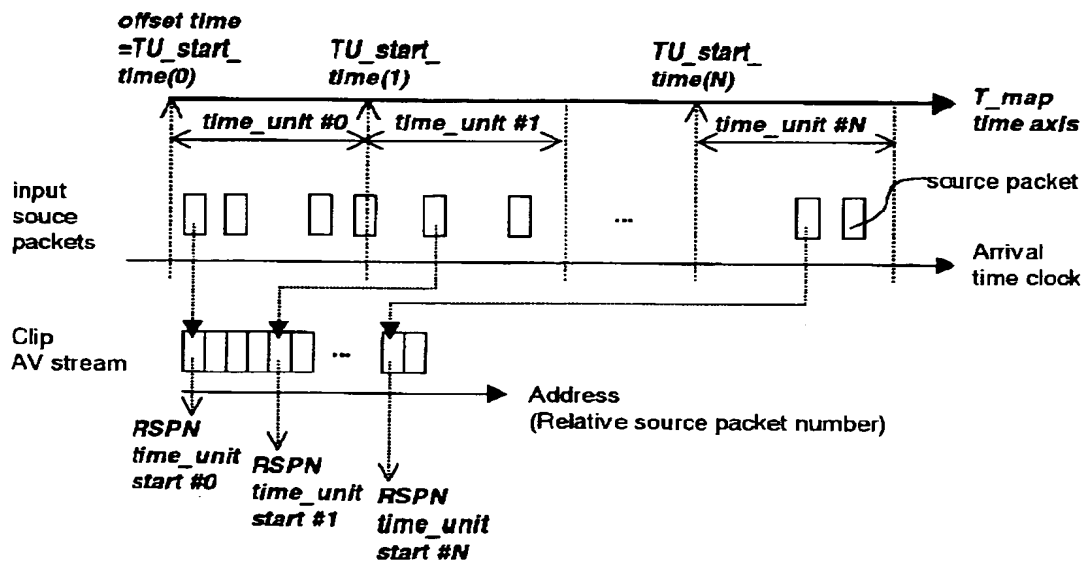 offset time
=TU_start_
time(0)
TU_start_
time(1)
TU_start_
time(N)
T_map
time axis
time_unit #0
time_unit #1
time_unit #N
input
souce
packets
...
source packet
Arrival
time clock
Clip
AV stream
...
Address
(Relative source packet number)
RSPN
time_unit
start #0
RSPN
time_unit
start #1
RSPN
time_unit
start #N